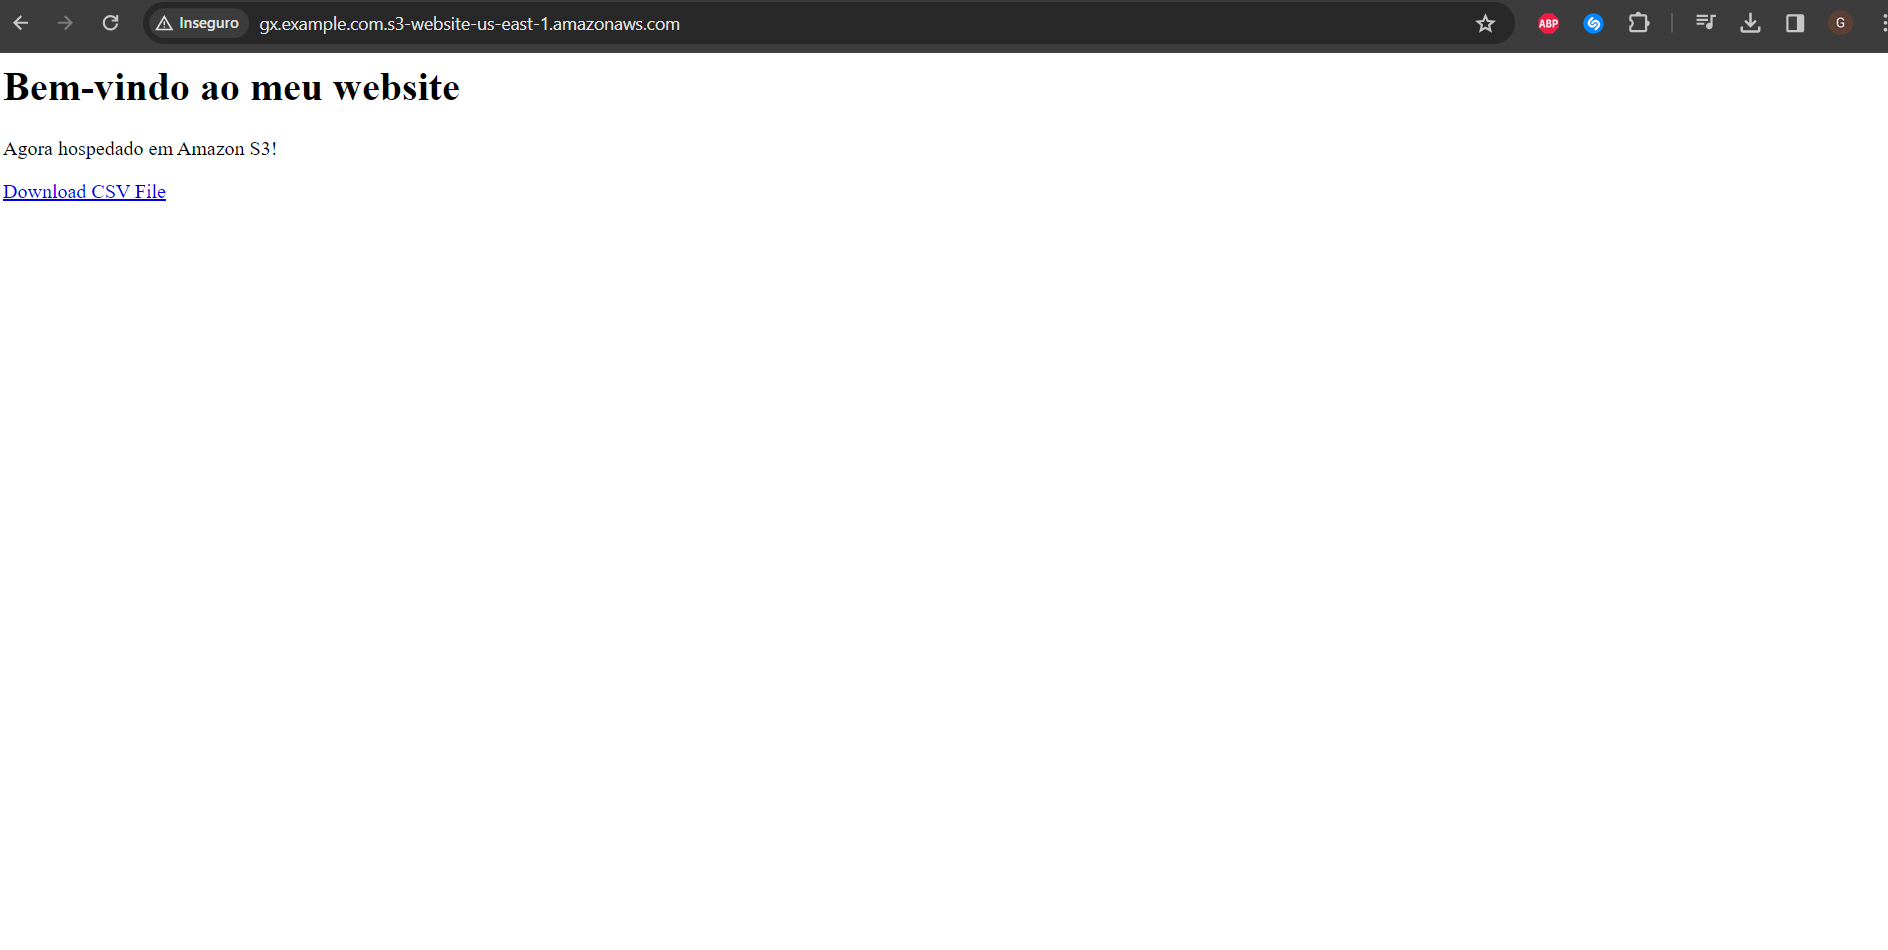 Inseguro gx.example.com.s3-website-us-east-1.amazonaws.com ABP G
Bem-vindo ao meu website
Agora hospedado em Amazon S3!
Download CSV File